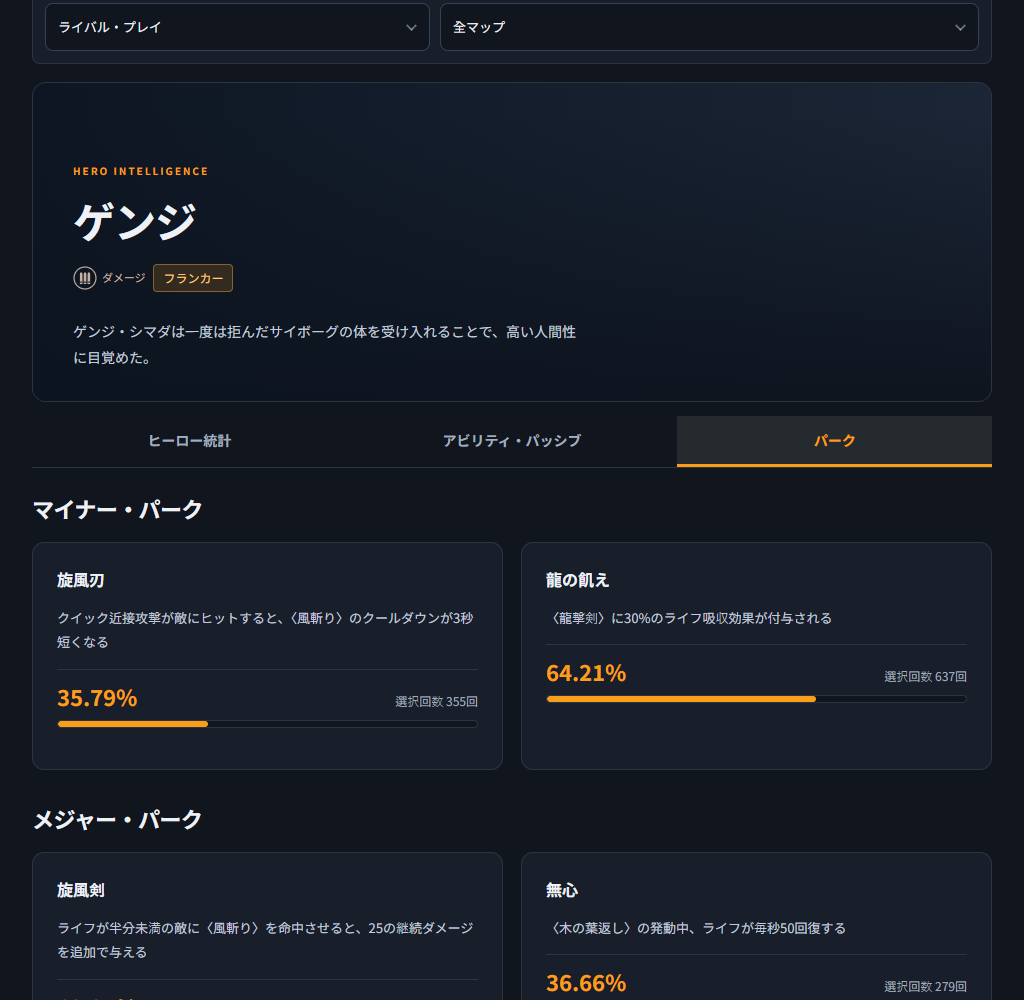 ライバル・プレイ
全マップ
HERO INTELLIGENCE
ゲンジ
ダメージ
フランカー
ゲンジ・シマダは一度は拒んだサイボーグの体を受け入れることで、高い人間性
に目覚めた。
ヒーロー統計
アビリティ・パッシブ
パーク
マイナー・パーク
旋風刃
クイック近接攻撃が敵にヒットすると、〈風斬り〉のクールダウンが3秒
短くなる
35.79%
選択回数 355回
龍の飢え
〈龍撃剣〉に30%のライフ吸収効果が付与される
64.21%
選択回数 637回
メジャー・パーク
旋風剣
ライフが半分未満の敵に〈風斬り〉を命中させると、25の継続ダメージ
を追加で与える
無心
〈木の葉返し〉の発動中、ライフが毎秒50回復する
36.66%
選択回数 279回